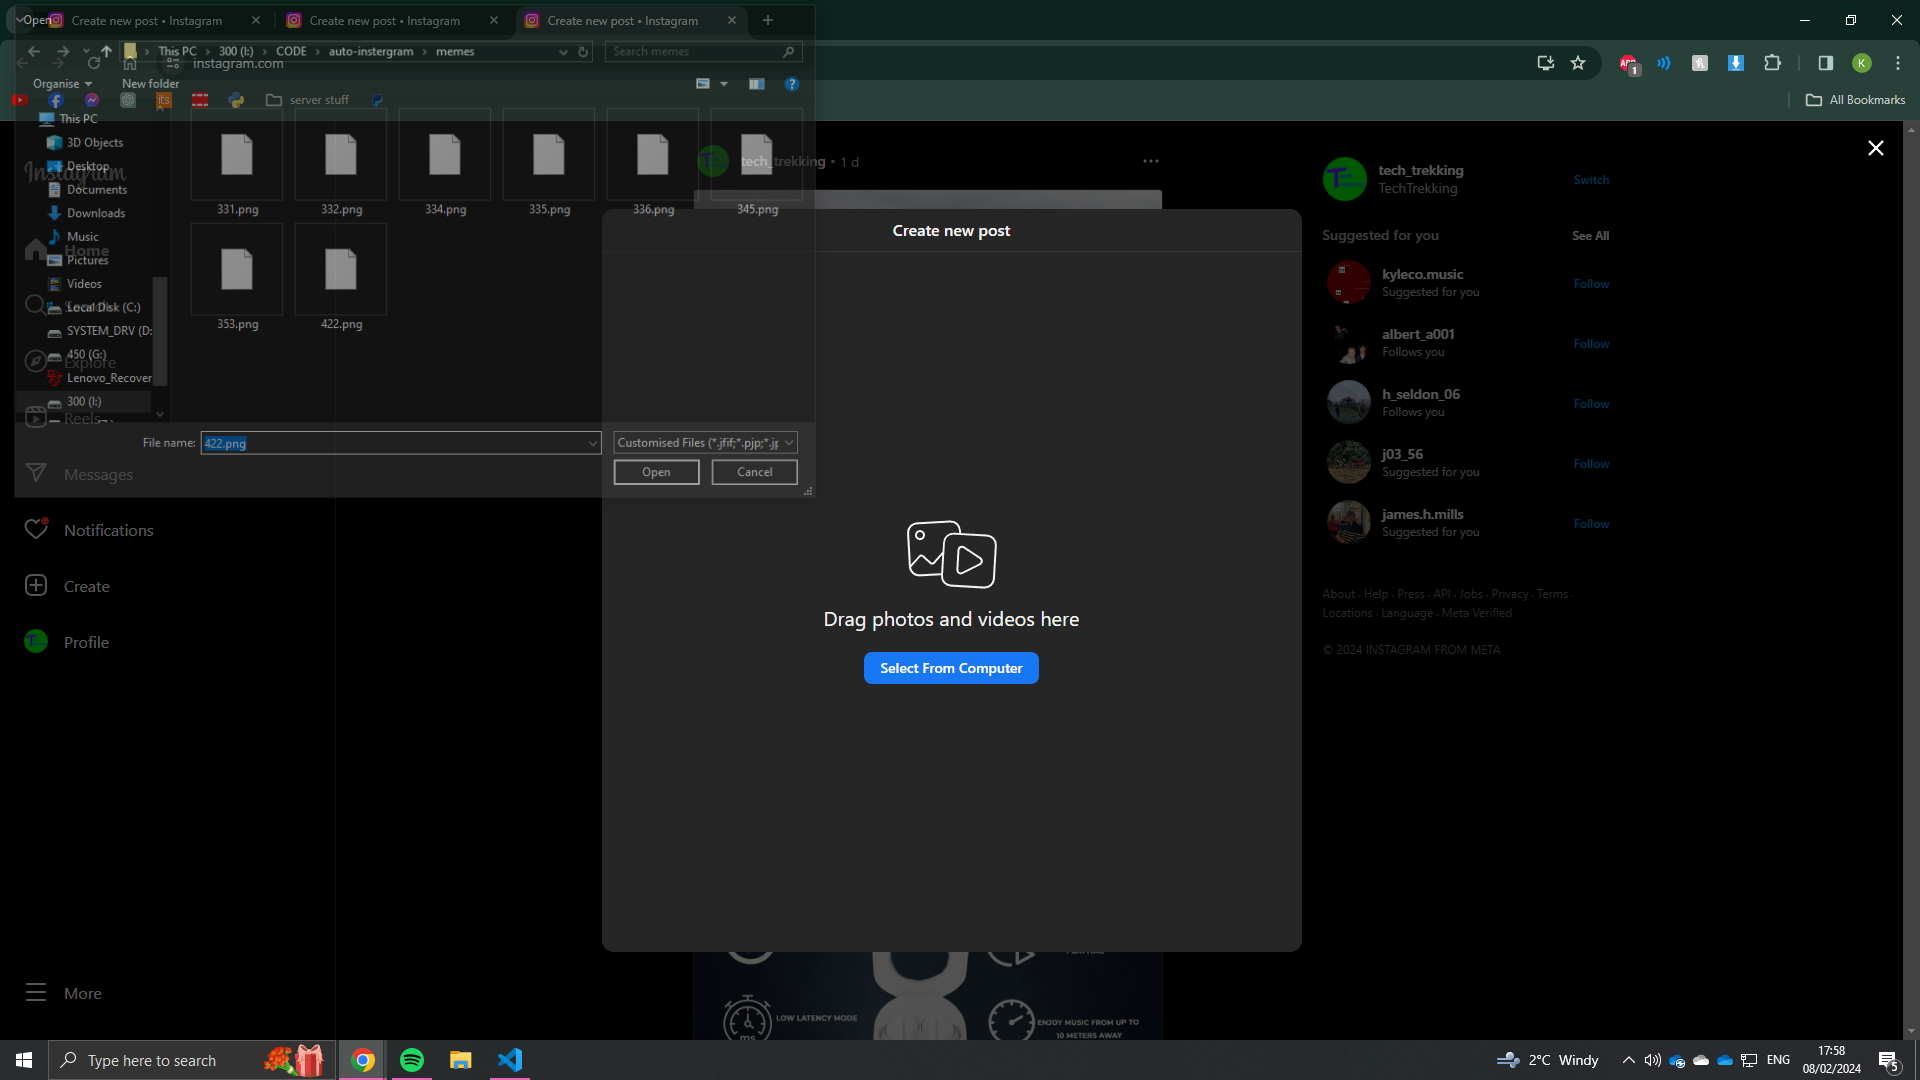 Open
Create new post • Instagram
Create new post • Instagram
Create new post • Instagram
This PC > 300 (I:) > CODE > auto-instergram > memes
Search memes
instagram.com
1
K
Organise
New folder
server stuff
All Bookmarks
This PC
3D Objects
Desktop
Documents
Downloads
Music
Pictures
Videos
Local Disk (C:)
SYSTEM_DRV (D:
450 (G:)
Lenovo_Recover
300 (I:)
331.png
332.png
334.png
335.png
336.png
345.png
353.png
422.png
File name:
422.png
Customised Files (*.jfif;*.pjp;*.jp
Open
Cancel
Instagram
Home
Search
Explore
Reels
Messages
Notifications
Create
Profile
More
tech_trekking • 1 d
Create new post
Drag photos and videos here
Select From Computer
LOW LATENCY MODE
ms
ENJOY MUSIC FROM UP TO
10 METERS AWAY
tech_trekking
TechTrekking
Switch
Suggested for you
See All
kyleco.music
Suggested for you
Follow
albert_a001
Follows you
Follow
h_seldon_06
Follows you
Follow
j03_56
Suggested for you
Follow
james.h.mills
Suggested for you
Follow
About · Help · Press · API · Jobs · Privacy · Terms ·
Locations · Language · Meta Verified
© 2024 INSTAGRAM FROM META
Type here to search
2°C Windy
ENG
17:58
08/02/2024
5